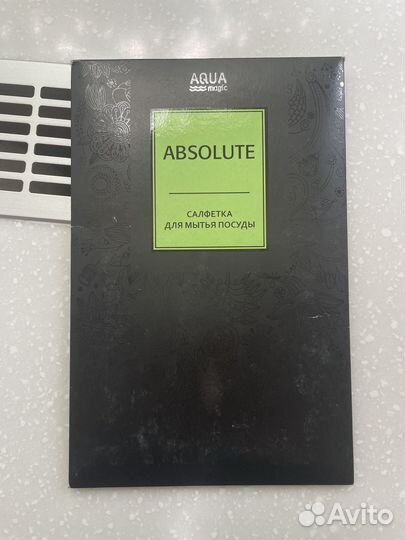 AQUA
magic
ABSOLUTE
САЛФЕТКА
ДЛЯ МЫТЬЯ ПОСУДЫ
Avito